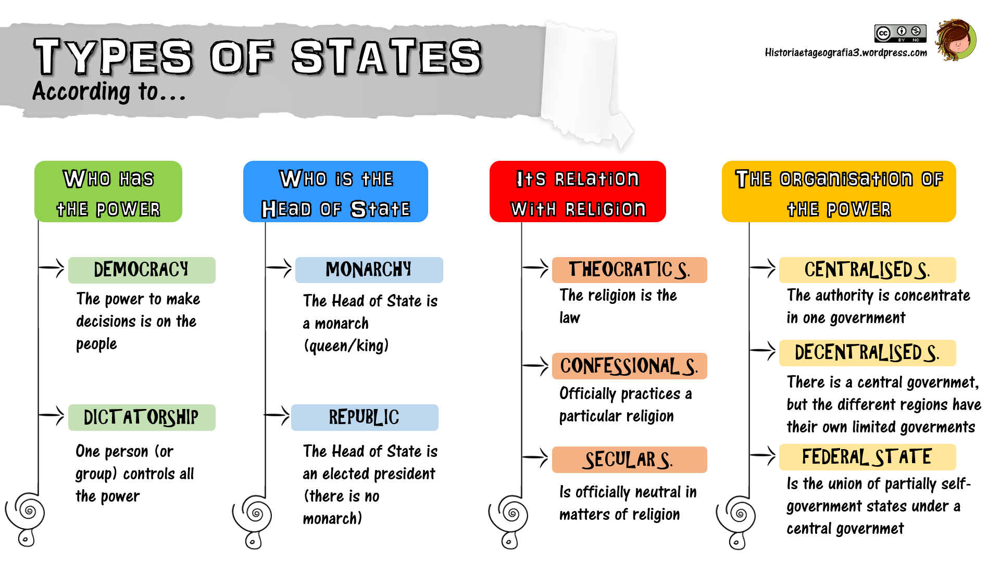 TYPES OF STATES
According to...
cc BY NC
Historiaetageografia3.wordpress.com
Who has
the power
DEMOCRACY
The power to make
decisions is on the
people
DICTATORSHIP
One person (or
group) controls all
the power
Who is the
Head of State
MONARCHY
The Head of State is
a monarch
(queen/king)
REPUBLIC
The Head of State is
an elected president
(there is no
monarch)
Its relation
with religion
THEOCRATIC S.
The religion is the
law
CONFESSIONAL S.
Officially practices a
particular religion
SECULAR S.
Is officially neutral in
matters of religion
The organisation of
the power
CENTRALISED S.
The authority is concentrate
in one government
DECENTRALISED S.
There is a central governmet,
but the different regions have
their own limited goverments
FEDERAL STATE
Is the union of partially self-
government states under a
central governmet